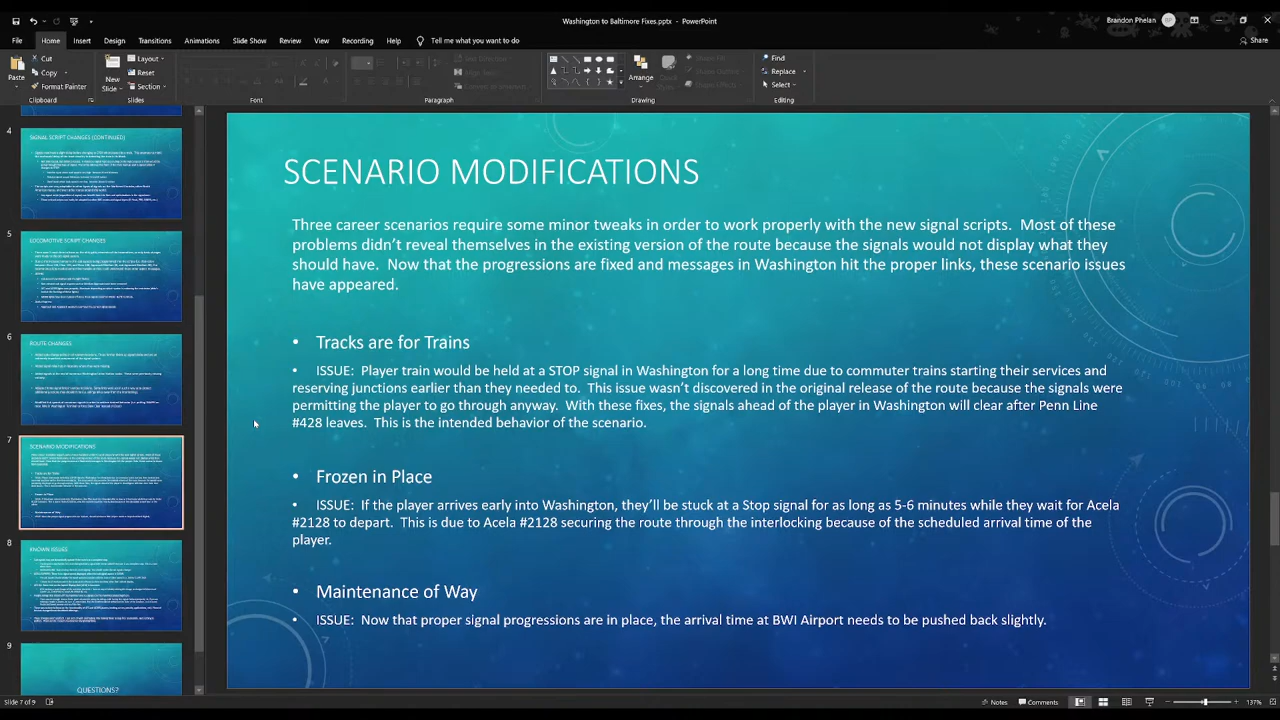 Washington to Baltimore Fixes.pptx - PowerPoint
Brandon Phelan
BP
File Home Insert Design Transitions Animations Slide Show Review View Recording Help Tell me what you want to do
Share
Paste
Cut
Copy
Format Painter
Clipboard
New Slide
Layout
Reset
Section
Slides
Font
Paragraph
Arrange
Quick Styles
Shape Fill
Shape Outline
Shape Effects
Drawing
Find
Replace
Select
Editing
4
SIGNAL SCRIPT CHANGES (CONTINUED)
5
LOCOMOTIVE SCRIPT CHANGES
6
ROUTE CHANGES
7
SCENARIO MODIFICATIONS
8
KNOWN ISSUES
9
QUESTIONS?
SCENARIO MODIFICATIONS
Three career scenarios require some minor tweaks in order to work properly with the new signal scripts. Most of these
problems didn't reveal themselves in the existing version of the route because the signals would not display what they
should have. Now that the progressions are fixed and messages in Washington hit the proper links, these scenario issues
have appeared.
• Tracks are for Trains
• ISSUE: Player train would be held at a STOP signal in Washington for a long time due to commuter trains starting their services and
reserving junctions earlier than they needed to. This issue wasn't discovered in the original release of the route because the signals were
permitting the player to go through anyway. With these fixes, the signals ahead of the player in Washington will clear after Penn Line
#428 leaves. This is the intended behavior of the scenario.
• Frozen in Place
• ISSUE: If the player arrives early into Washington, they'll be stuck at a stop signal for as long as 5-6 minutes while they wait for Acela
#2128 to depart. This is due to Acela #2128 securing the route through the interlocking because of the scheduled arrival time of the
player.
• Maintenance of Way
• ISSUE: Now that proper signal progressions are in place, the arrival time at BWI Airport needs to be pushed back slightly.
Slide 7 of 9
Notes
Comments
137%